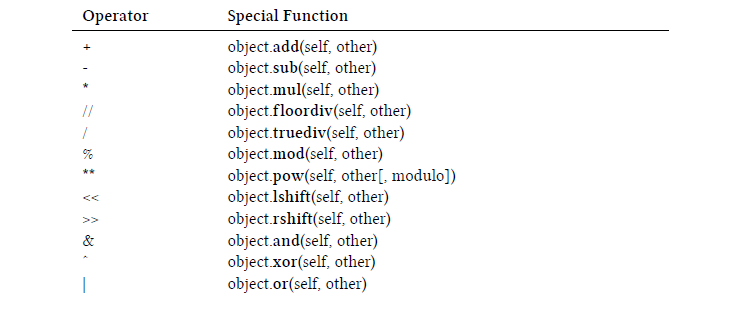 Operator Special Function
+ object.add(self, other)
- object.sub(self, other)
* object.mul(self, other)
// object.floordiv(self, other)
/ object.truediv(self, other)
% object.mod(self, other)
** object.pow(self, other[, modulo])
<< object.lshift(self, other)
>> object.rshift(self, other)
& object.and(self, other)
ˆ object.xor(self, other)
| object.or(self, other)